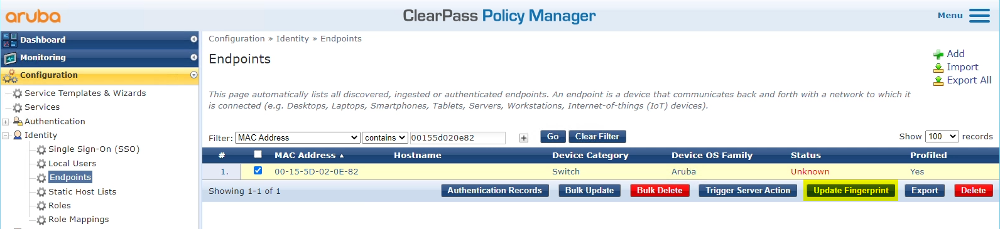 aruba
ClearPass Policy Manager
Menu
Dashboard
Monitoring
Configuration
Service Templates & Wizards
Services
Authentication
Identity
Single Sign-On (SSO)
Local Users
Endpoints
Static Host Lists
Roles
Role Mappings
Configuration » Identity » Endpoints
Endpoints
Add
Import
Export All
This page automatically lists all discovered, ingested or authenticated endpoints. An endpoint is a device that communicates back and forth with a network to which it
is connected (e.g. Desktops, Laptops, Smartphones, Tablets, Servers, Workstations, Internet-of-things (IoT) devices).
Filter: MAC Address contains 00155d020e82 Go Clear Filter Show 100 records
# MAC Address Hostname Device Category Device OS Family Status Profiled
1. 00-15-5D-02-0E-82 Switch Aruba Unknown Yes
Showing 1-1 of 1 Authentication Records Bulk Update Bulk Delete Trigger Server Action Update Fingerprint Export Delete